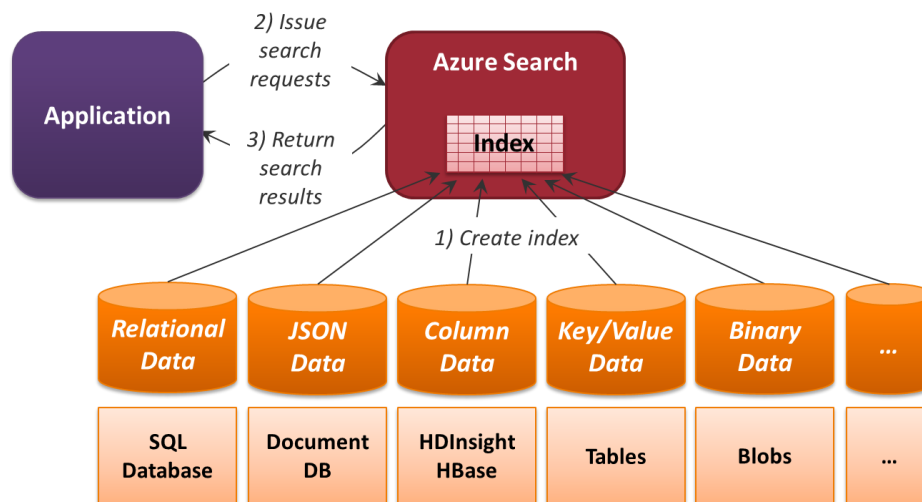 Application
2) Issue
search
requests
3) Return
search
results
Azure Search
Index
1) Create index
Relational
Data
JSON
Data
Column
Data
Key/Value
Data
Binary
Data
...
SQL
Database
Document
DB
HDInsight
HBase
Tables
Blobs
...